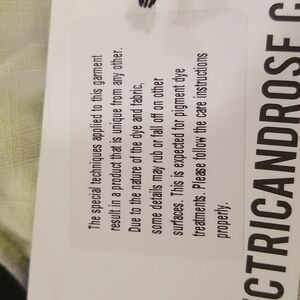 The special techniques applied to this garment
result in a product that is unique from any other.
Due to the nature of the dye and fabric,
some details may rub or fall off on other
surfaces. This is expected for pigment dye
treatments. Please follow the care instructions
properly.
ECTRICANDROSE C